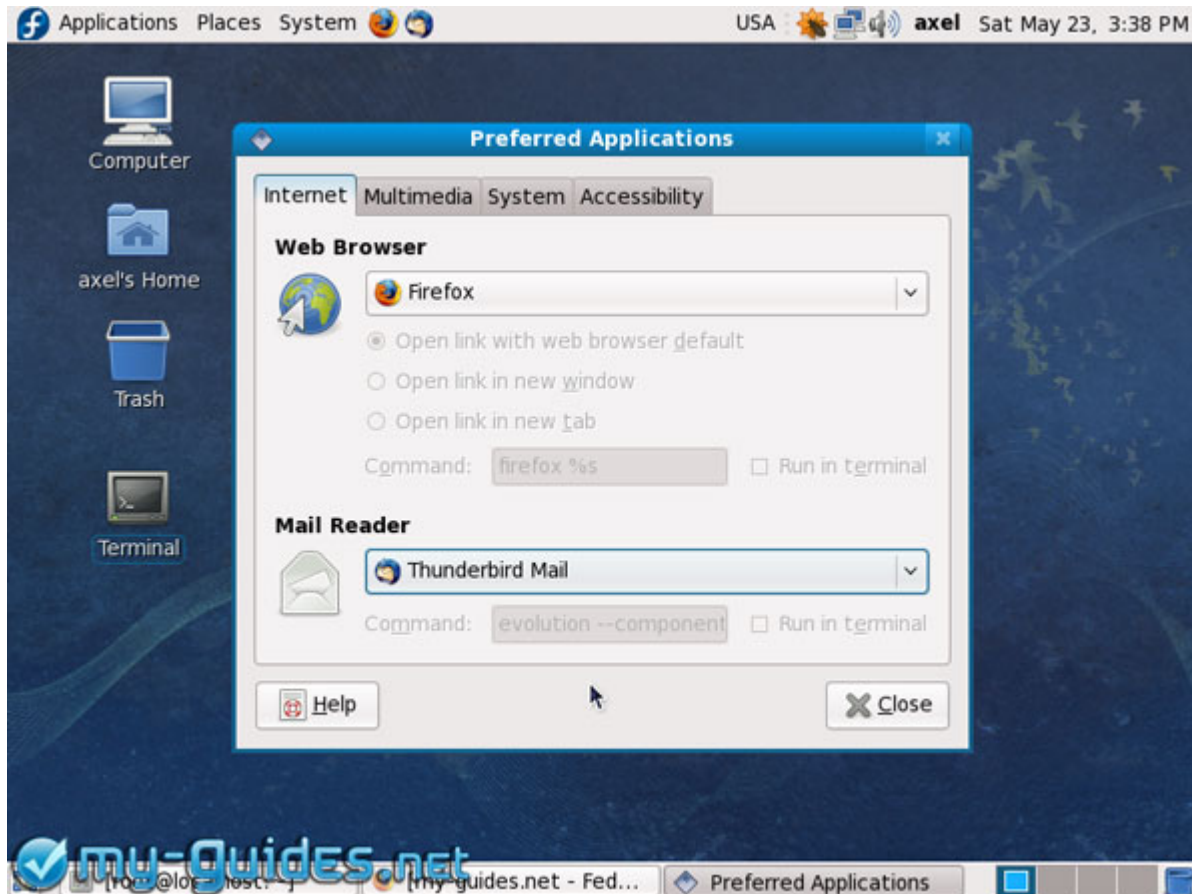 Applications Places System USA axel Sat May 23, 3:38 PM
Computer
axel's Home
Trash
Terminal
Preferred Applications
Internet Multimedia System Accessibility
Web Browser
Firefox
Open link with web browser default
Open link in new window
Open link in new tab
Command: firefox %s Run in terminal
Mail Reader
Thunderbird Mail
Command: evolution --component Run in terminal
Help Close
my-guides.net
[my-guides.net - Fed... Preferred Applications